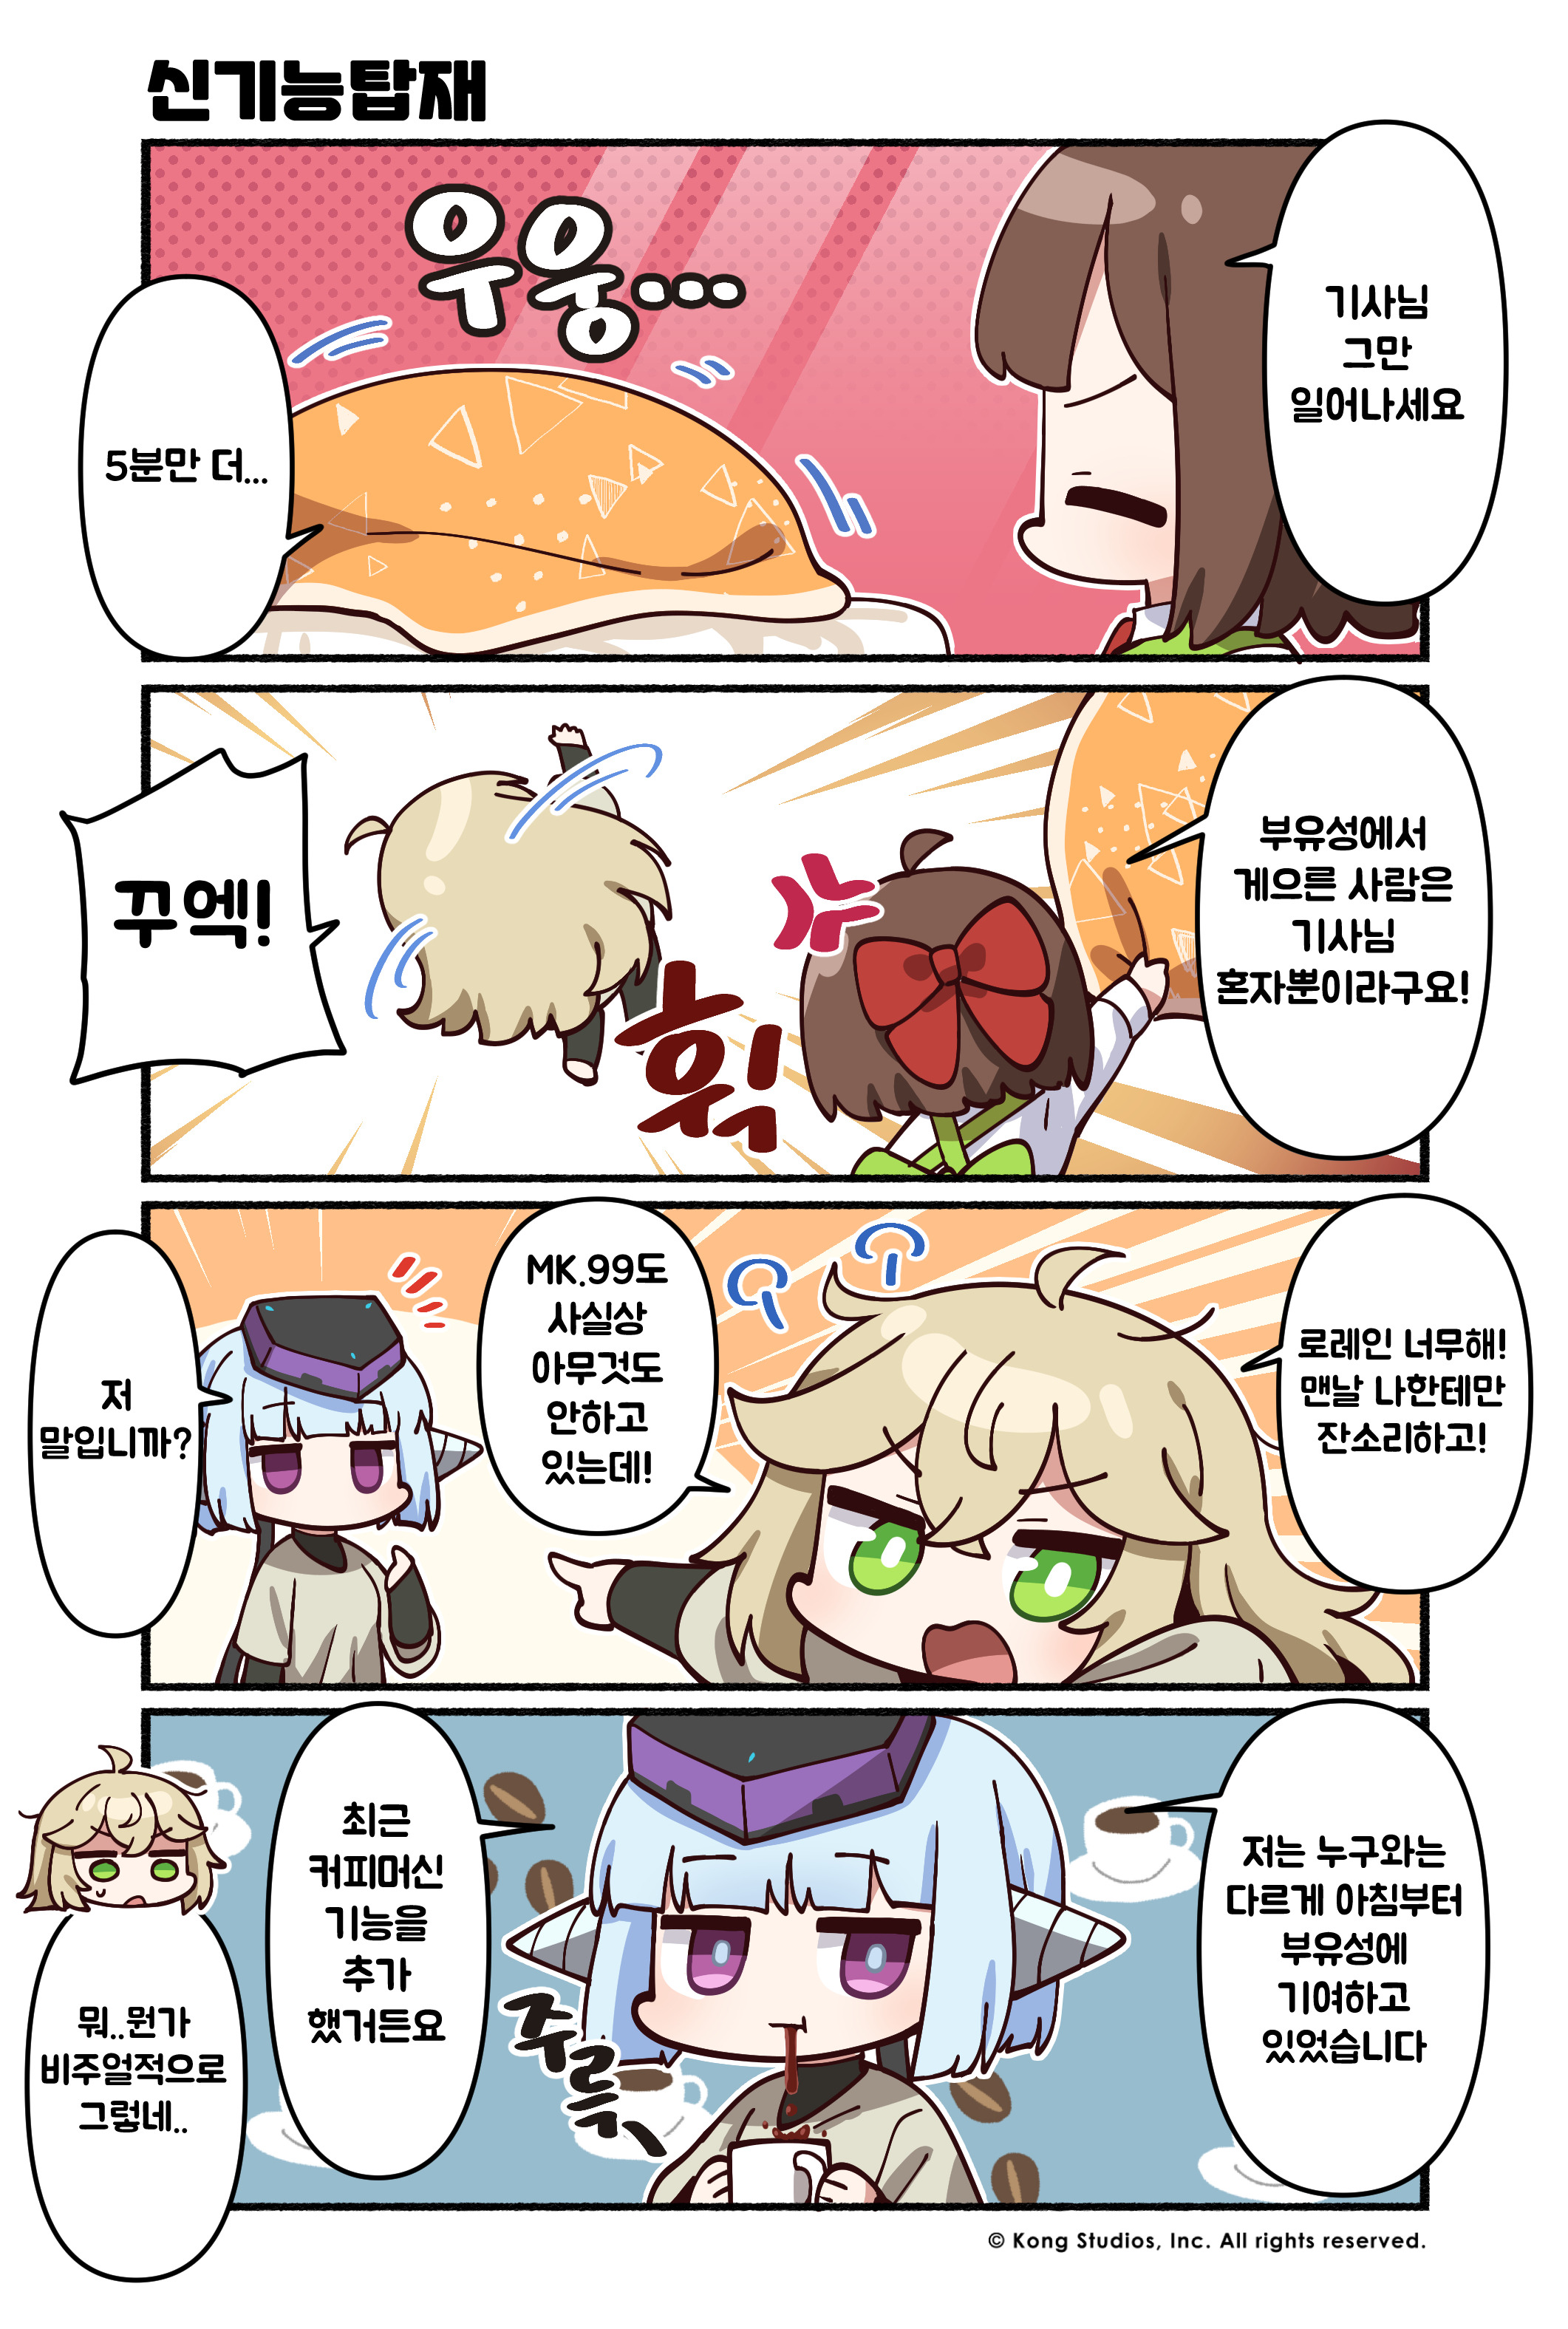 신기능탑재
기사님
그만
일어나세요
우웅...
5분만 더...
부유성에서
게으른 사람은
기사님
혼자뿐이라구요!
휙
꾸엑!
로레인 너무해!
맨날 나한테만
잔소리하고!
MK.99도
사실상
아무것도
안하고
있는데!
저
말입니까?
저는 누구와는
다르게 아침부터
부유성에
기여하고
있었습니다
최근
커피머신
기능을
추가
했거든요
주륵
뭐..뭔가
비주얼적으로
그렇네..
© Kong Studios, Inc. All rights reserved.